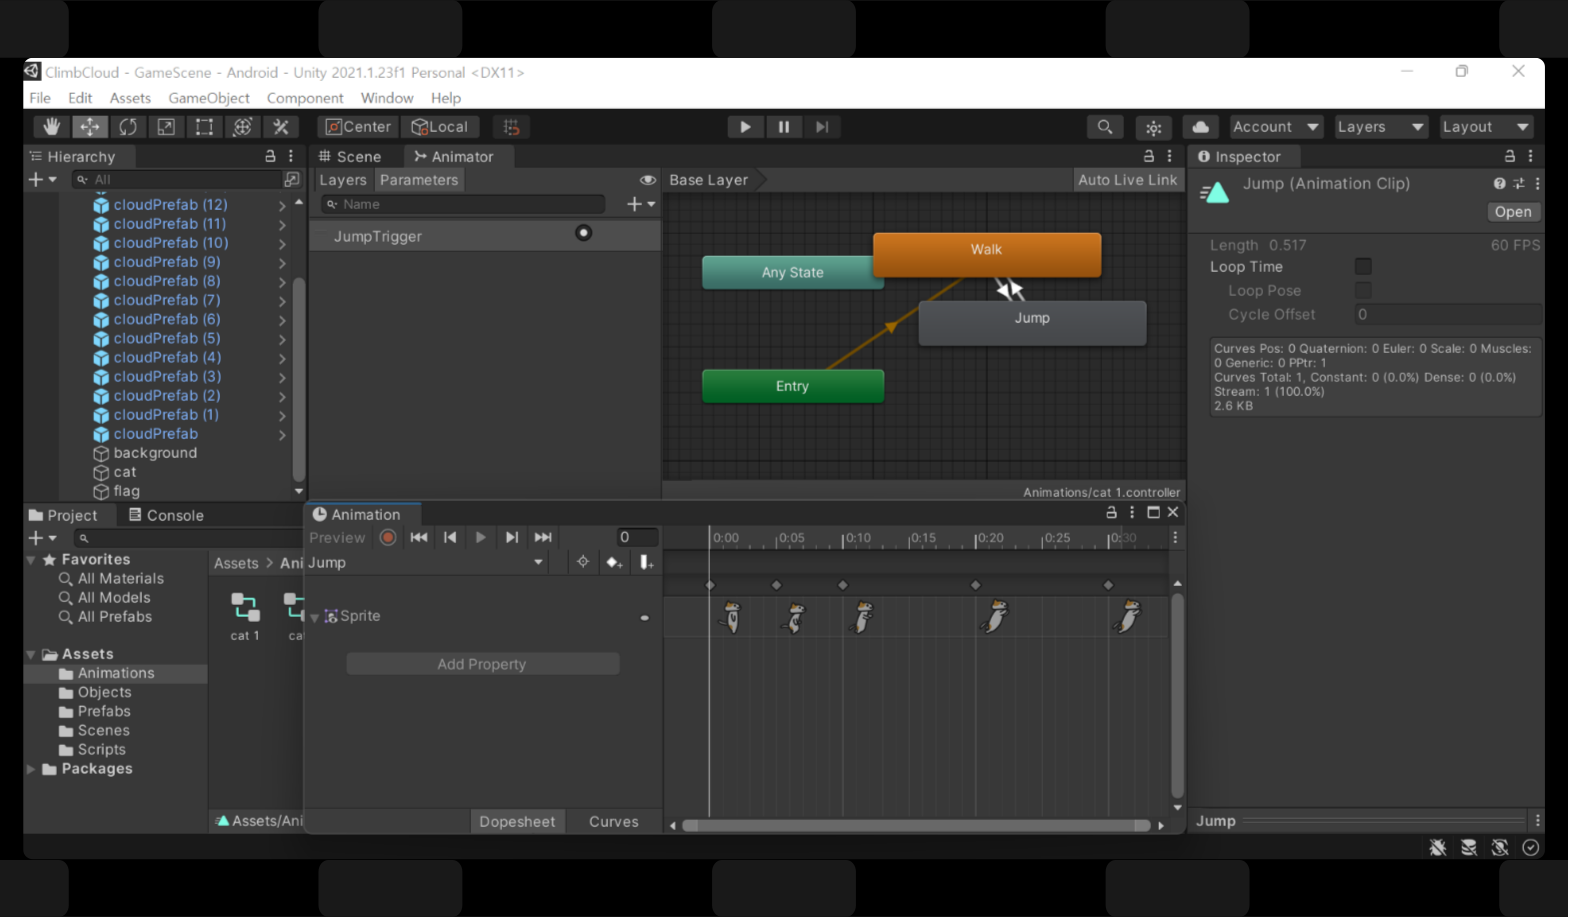 ClimbCloud - GameScene - Android - Unity 2021.1.23f1 Personal <DX11>
File Edit Assets GameObject Component Window Help
Center Local Account Layers Layout
Hierarchy
All
cloudPrefab (12)
cloudPrefab (11)
cloudPrefab (10)
cloudPrefab (9)
cloudPrefab (8)
cloudPrefab (7)
cloudPrefab (6)
cloudPrefab (5)
cloudPrefab (4)
cloudPrefab (3)
cloudPrefab (2)
cloudPrefab (1)
cloudPrefab
background
cat
flag
Scene Animator
Layers Parameters
Name
JumpTrigger
Base Layer Auto Live Link
Walk
Any State
Jump
Entry
Animations/cat 1.controller
Inspector
Jump (Animation Clip)
Open
Length 0.517 60 FPS
Loop Time
Loop Pose
Cycle Offset 0
Curves Pos: 0 Quaternion: 0 Euler: 0 Scale: 0 Muscles:
0 Generic: 0 PPtr: 1
Curves Total: 1, Constant: 0 (0.0%) Dense: 0 (0.0%)
Stream: 1 (100.0%)
2.6 KB
Project Console
Favorites
All Materials
All Models
All Prefabs
Assets
Animations
Objects
Prefabs
Scenes
Scripts
Packages
Assets > Ani
cat 1
ca
Assets/Ani
Animation
Preview 0
Jump
0:00 0:05 0:10 0:15 0:20 0:25 0:30
Sprite
Add Property
Dopesheet Curves
Jump